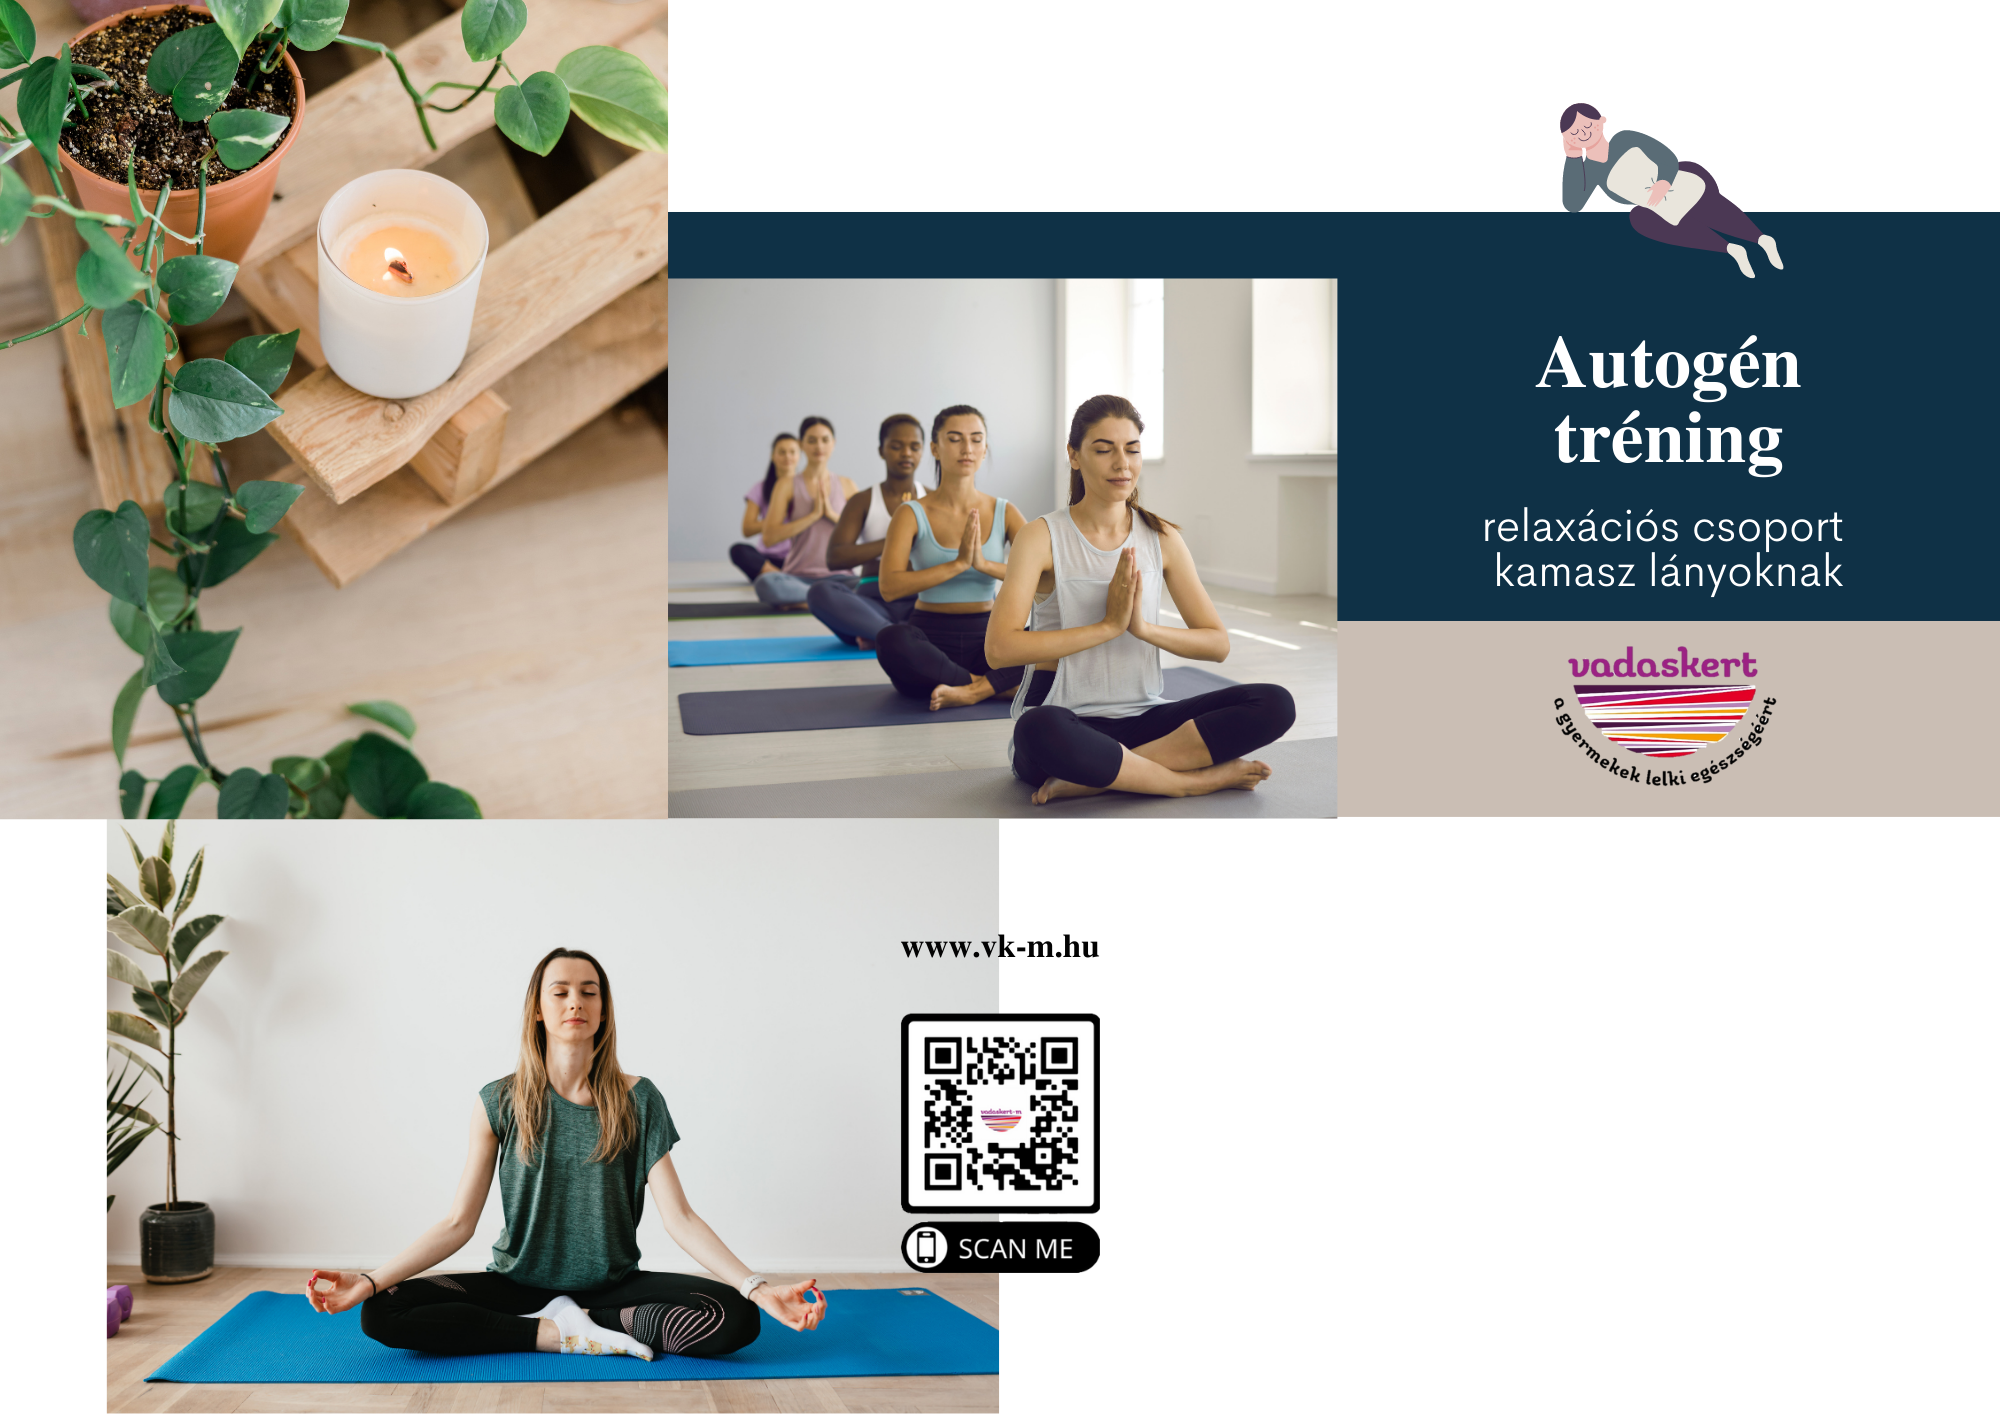 Autogén
tréning
relaxációs csoport
kamasz lányoknak
vadaskert
a gyermekek lelki egészségéért
www.vk-m.hu
vadaskert-m
SCAN ME